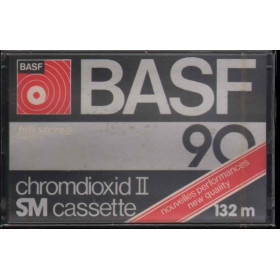 BASF
BASF
90
chromdioxid II
SM cassette
nouvelles performances
new quality
132 m